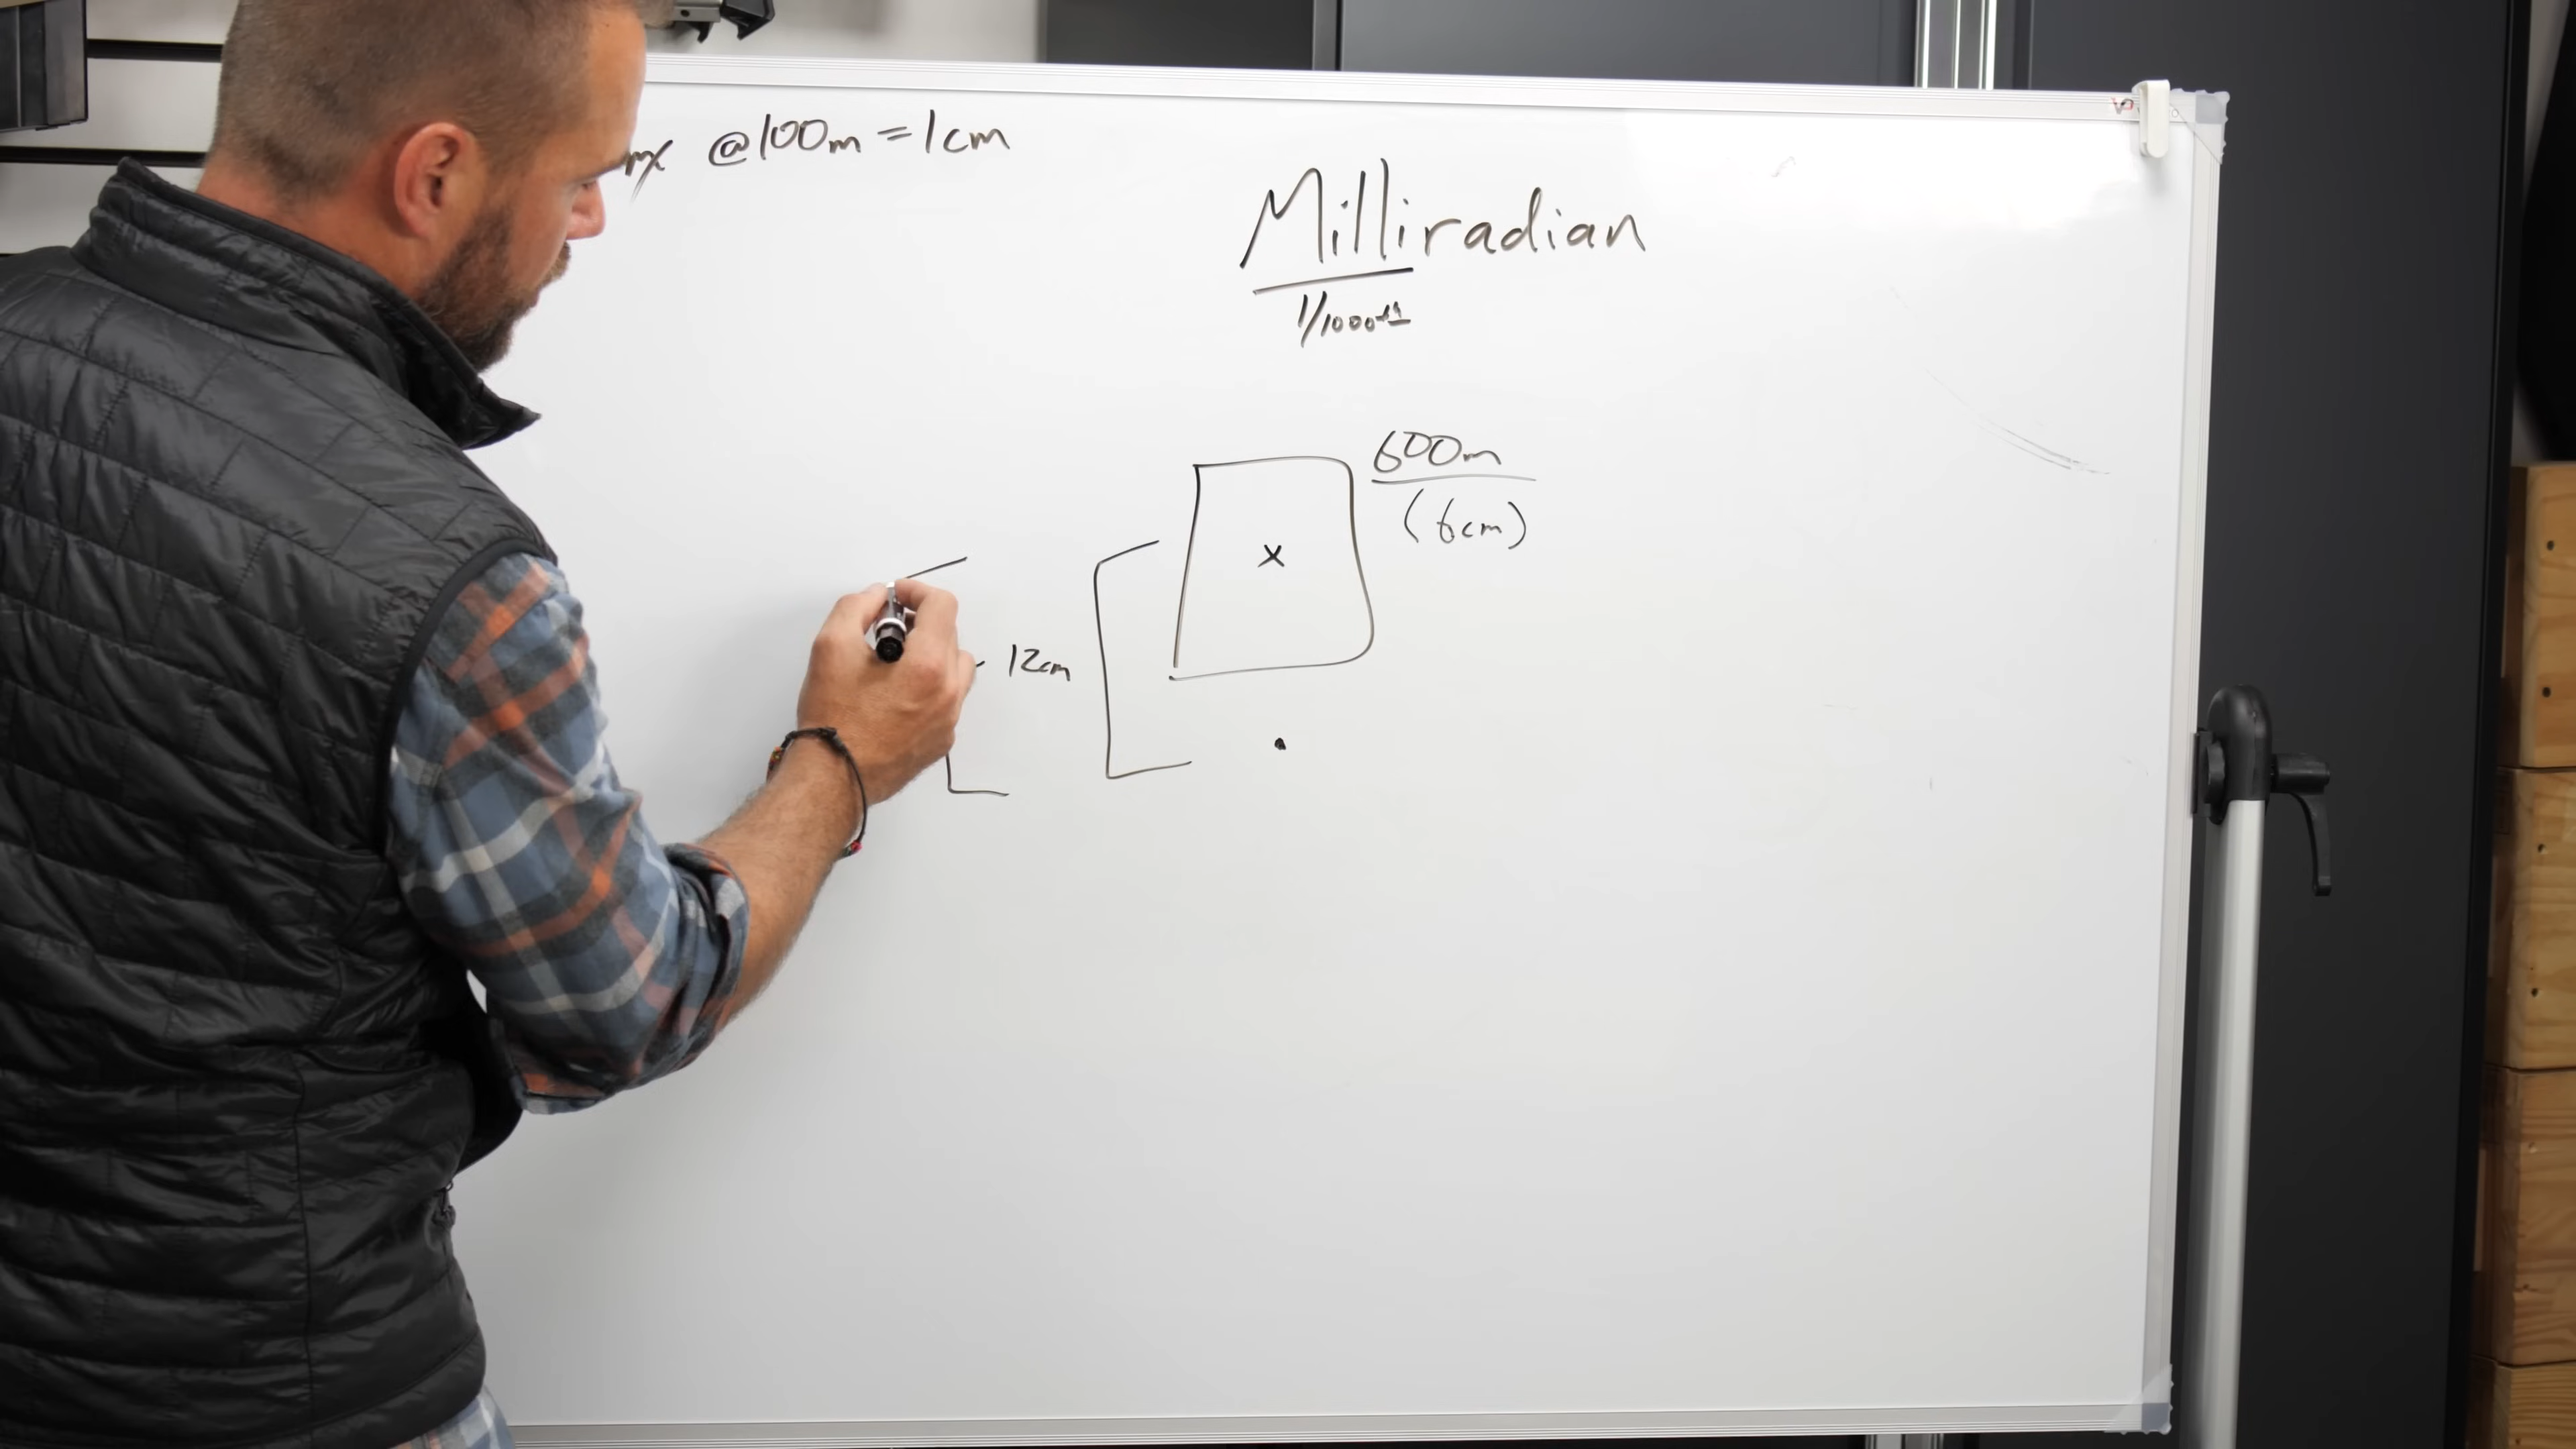 @100m = 1cm
Milliradian
1/1000th
600m
(6cm)
x
12cm